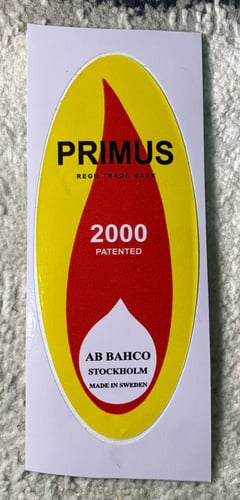 PRIMUS
REGD. TRADE MARK
2000
PATENTED
AB BAHCO
STOCKHOLM
MADE IN SWEDEN